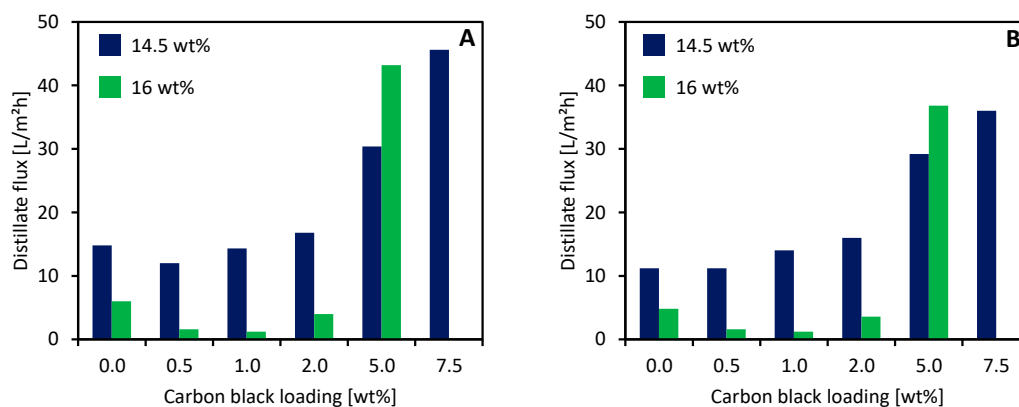 A
14.5 wt%
16 wt%
Distillate flux [L/m²h]
50
40
30
20
10
0
0.0 0.5 1.0 2.0 5.0 7.5
Carbon black loading [wt%]
B
14.5 wt%
16 wt%
Distillate flux [L/m²h]
50
40
30
20
10
0
0.0 0.5 1.0 2.0 5.0 7.5
Carbon black loading [wt%]